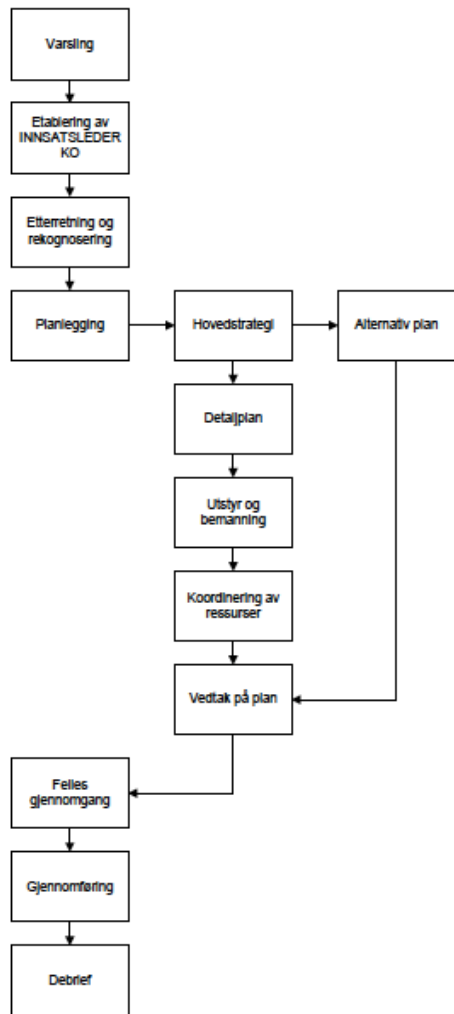 Varsling
Etablering av
INNSATSLEDER
KO
Etterretning og
rekognosering
Planlegging
Hovedstrategi
Alternativ plan
Detaljplan
Utstyr og
bemanning
Koordinering av
ressurser
Vedtak på plan
Felles
gjennomgang
Gjennomføring
Debrief